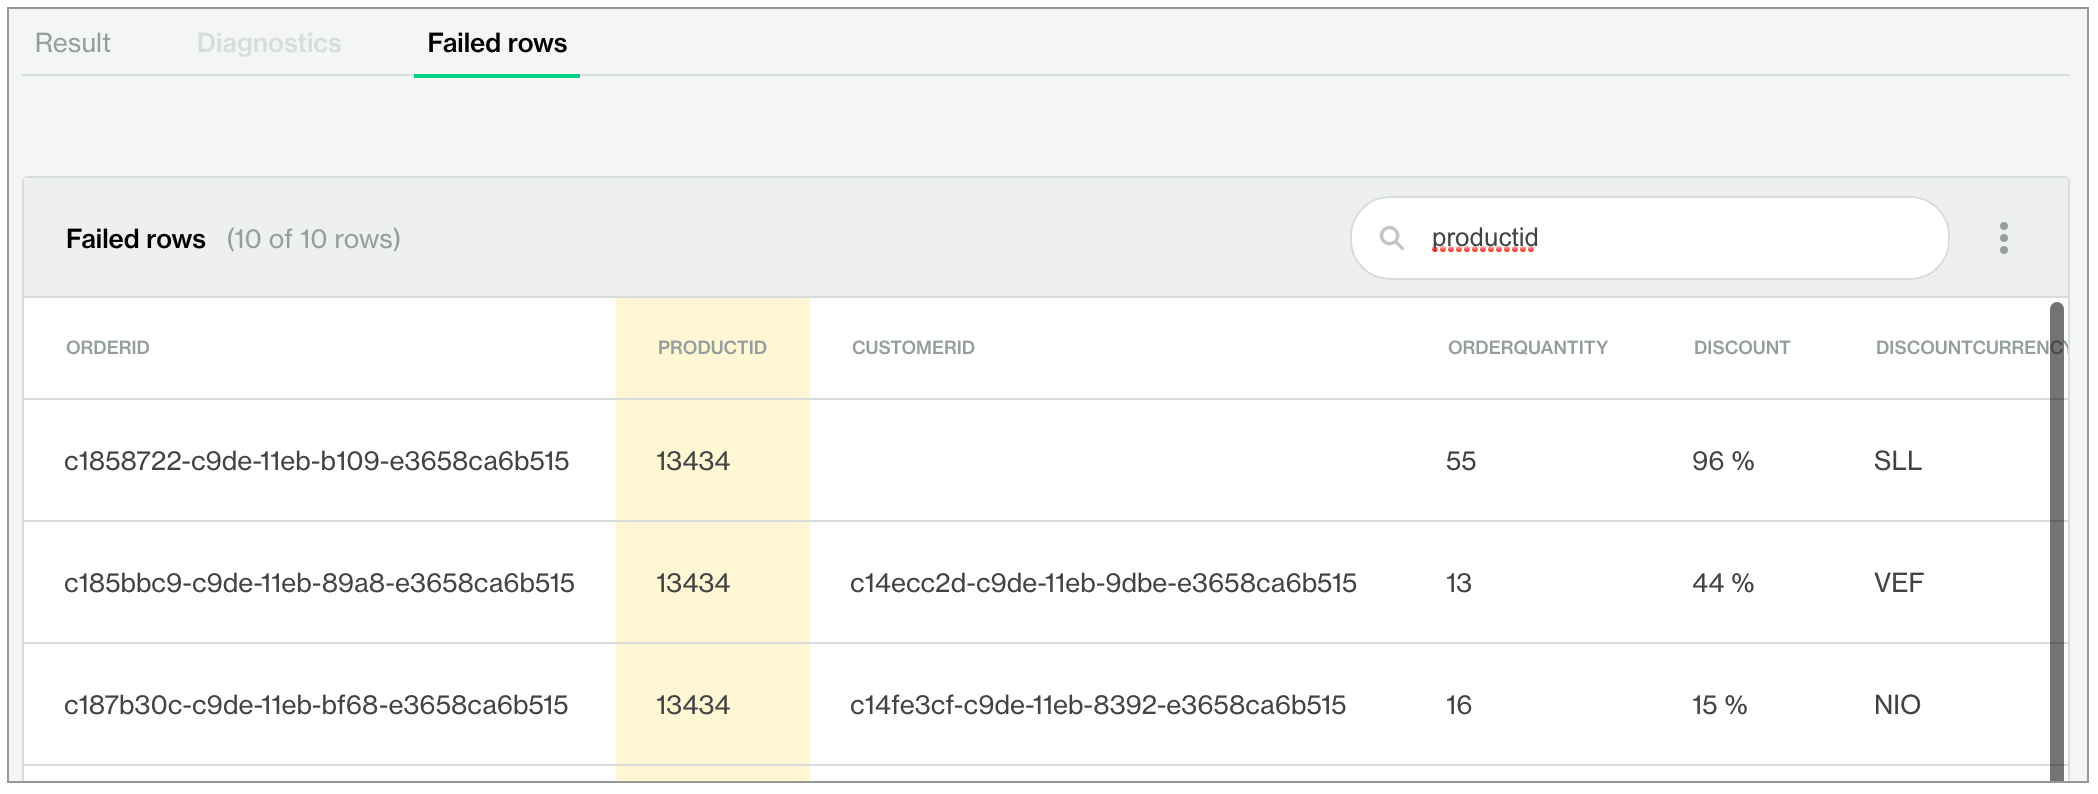 Result Diagnostics Failed rows
Failed rows (10 of 10 rows) productid
ORDERID PRODUCTID CUSTOMERID ORDERQUANTITY DISCOUNT DISCOUNTCURRENCY
c1858722-c9de-11eb-b109-e3658ca6b515 13434 55 96 % SLL
c185bbc9-c9de-11eb-89a8-e3658ca6b515 13434 c14ecc2d-c9de-11eb-9dbe-e3658ca6b515 13 44 % VEF
c187b30c-c9de-11eb-bf68-e3658ca6b515 13434 c14fe3cf-c9de-11eb-8392-e3658ca6b515 16 15 % NIO